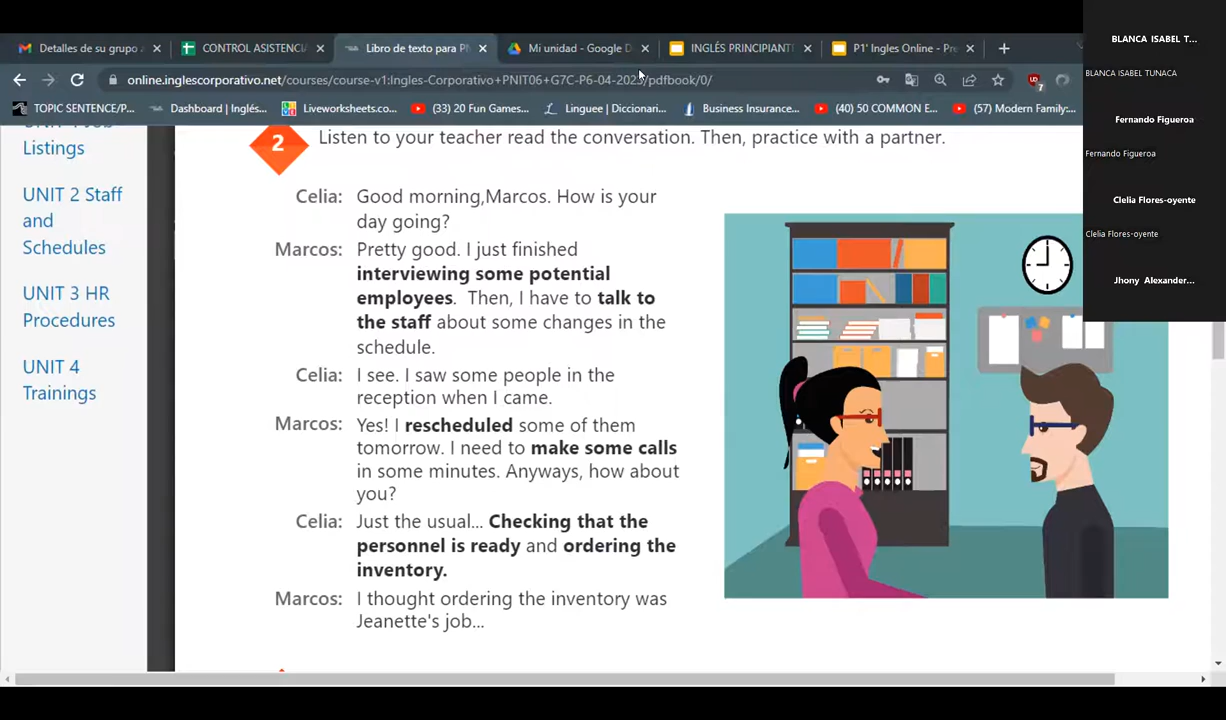 Detalles de su grupo
CONTROL ASISTENCI
Libro de texto para P
Mi unidad - Google D
INGLÉS PRINCIPIANT
P1' Ingles Online - Pre
online.inglescorporativo.net/courses/course-v1:Ingles-Corporativo+PNIT06+G7C-P6-04-2023/pdfbook/0/
TOPIC SENTENCE/P...
Dashboard | Inglés...
Liveworksheets.co...
(33) 20 Fun Games...
Linguee | Diccionari...
Business Insurance...
(40) 50 COMMON E...
(57) Modern Family:...
7
Listings
UNIT 2 Staff
and
Schedules
UNIT 3 HR
Procedures
UNIT 4
Trainings
2 Listen to your teacher read the conversation. Then, practice with a partner.
Celia: Good morning,Marcos. How is your
day going?
Marcos: Pretty good. I just finished
interviewing some potential
employees. Then, I have to talk to
the staff about some changes in the
schedule.
Celia: I see. I saw some people in the
reception when I came.
Marcos: Yes! I rescheduled some of them
tomorrow. I need to make some calls
in some minutes. Anyways, how about
you?
Celia: Just the usual... Checking that the
personnel is ready and ordering the
inventory.
Marcos: I thought ordering the inventory was
Jeanette's job...
BLANCA ISABEL T...
BLANCA ISABEL TUNACA
Fernando Figueroa
Fernando Figueroa
Clelia Flores-oyente
Clelia Flores-oyente
Jhony Alexander...